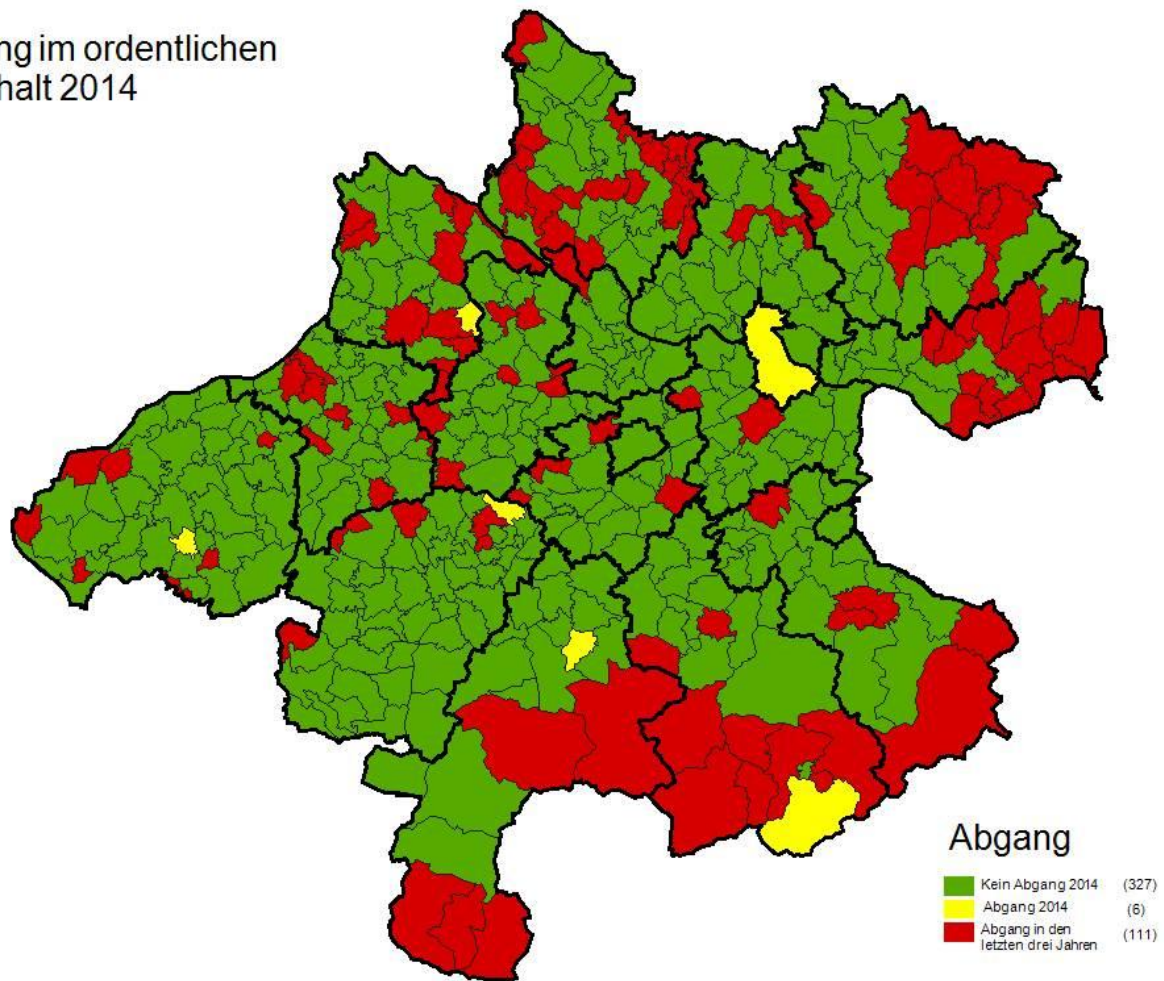 ng im ordentlichen
halt 2014
Abgang
Kein Abgang 2014 (327)
Abgang 2014 (6)
Abgang in den
letzten drei Jahren (111)